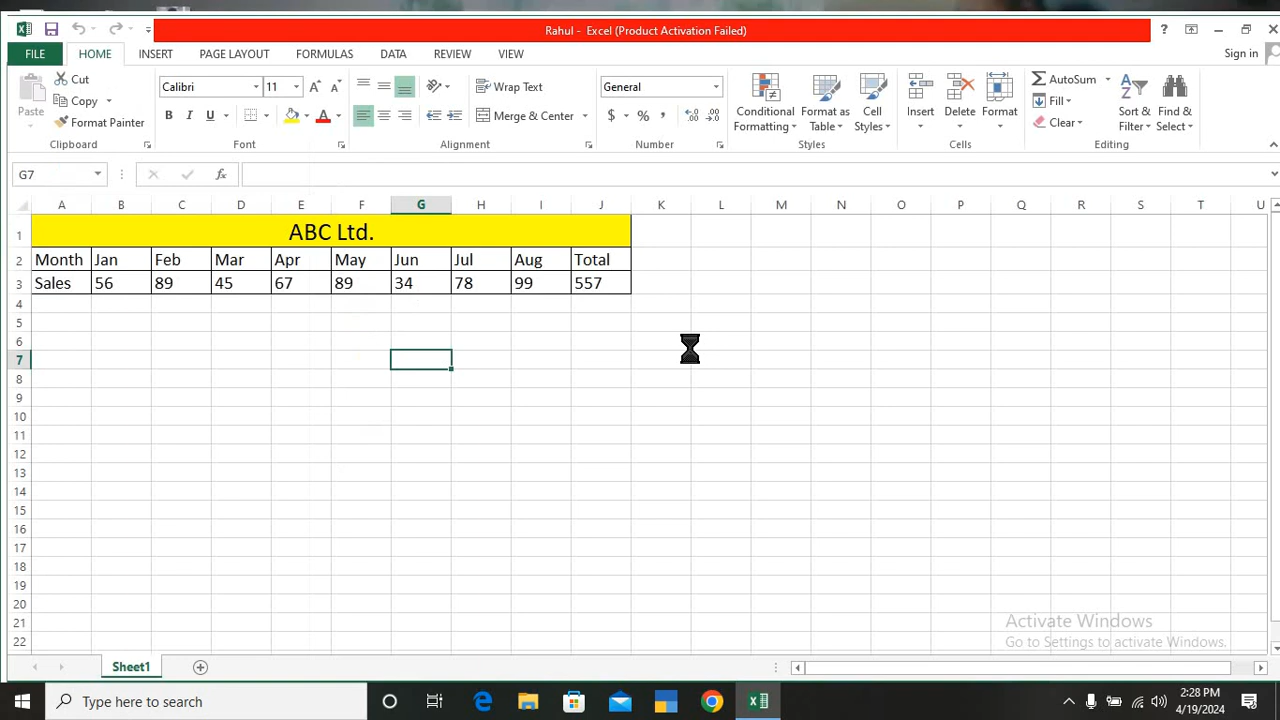 Rahul - Excel (Product Activation Failed)
?
FILE HOME INSERT PAGE LAYOUT FORMULAS DATA REVIEW VIEW Sign in
Paste
Cut
Copy
Format Painter
Clipboard
Calibri 11
B I U A
Font
Wrap Text
Merge & Center
Alignment
General
$ % ,
Number
Conditional Formatting
Format as Table
Cell Styles
Styles
Insert Delete Format
Cells
AutoSum
Fill
Clear
Sort & Filter
Find & Select
Editing
G7 fx
A B C D E F G H I J K L M N O P Q R S T U
1 ABC Ltd.
2 Month Jan Feb Mar Apr May Jun Jul Aug Total
3 Sales 56 89 45 67 89 34 78 99 557
4
5
6
7
8
9
10
11
12
13
14
15
16
17
18
19
20
21
22
Activate Windows
Go to Settings to activate Windows.
Sheet1
Type here to search
2:28 PM
4/19/2024